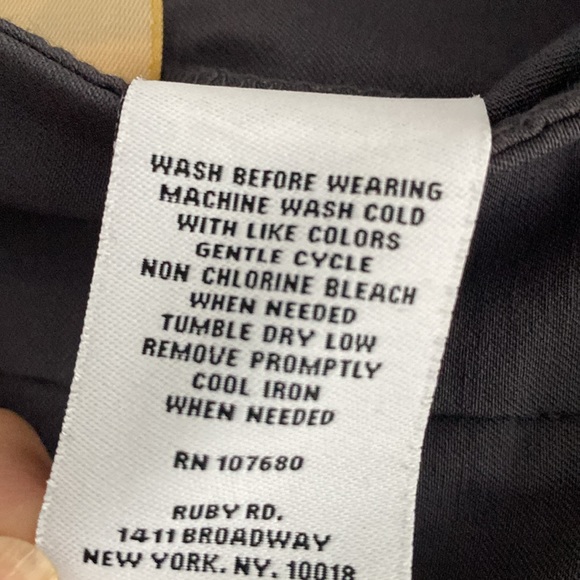 WASH BEFORE WEARING
MACHINE WASH COLD
WITH LIKE COLORS
GENTLE CYCLE
NON CHLORINE BLEACH
WHEN NEEDED
TUMBLE DRY LOW
REMOVE PROMPTLY
COOL IRON
WHEN NEEDED
RN 107680
RUBY RD.
1411 BROADWAY
NEW YORK. NY. 10018